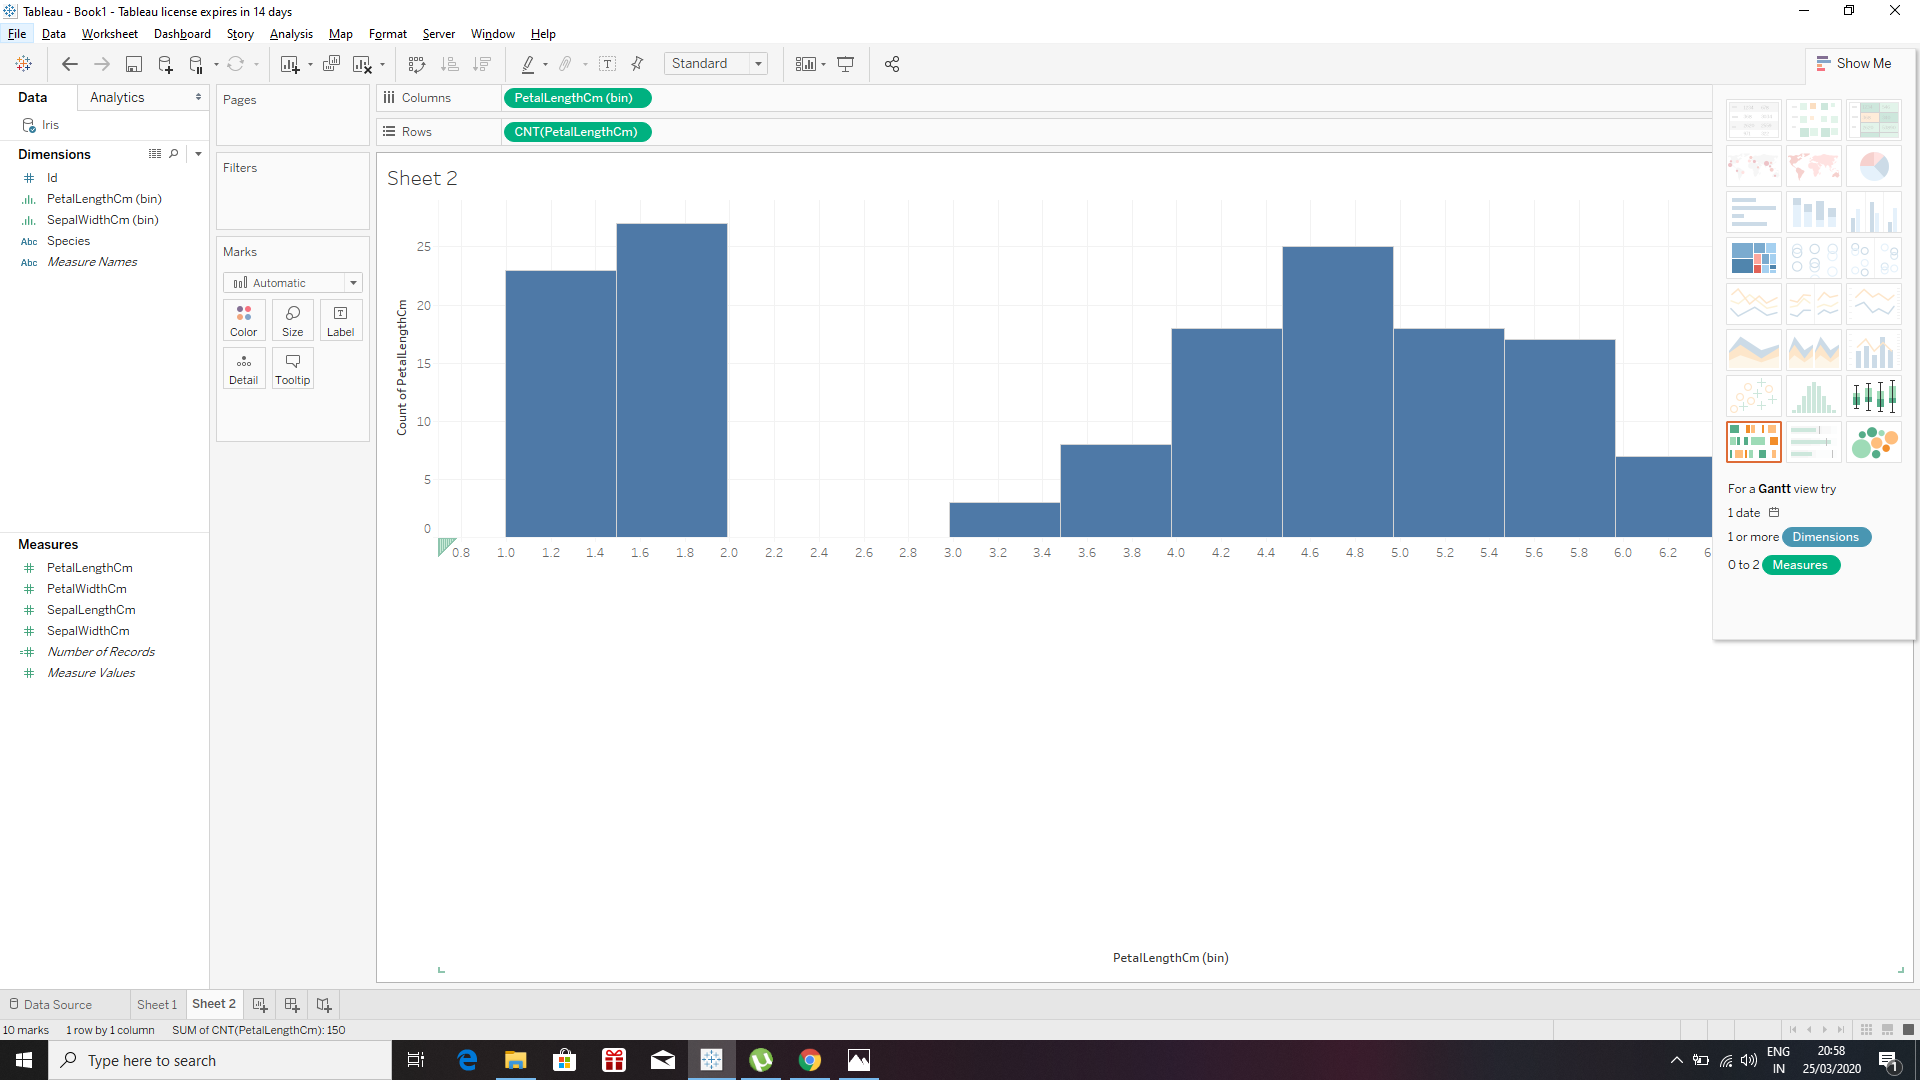 Tableau - Book1 - Tableau license expires in 14 days
File Data Worksheet Dashboard Story Analysis Map Format Server Window Help
Standard
Show Me
Data Analytics
Iris
Dimensions
Id
PetalLengthCm (bin)
SepalWidthCm (bin)
Abc Species
Abc Measure Names
Measures
PetalLengthCm
PetalWidthCm
SepalLengthCm
SepalWidthCm
Number of Records
Measure Values
Pages
Filters
Marks
Automatic
Color Size Label
Detail Tooltip
Columns PetalLengthCm (bin)
Rows CNT(PetalLengthCm)
Sheet 2
Count of PetalLengthCm
25
20
15
10
5
0
0.8 1.0 1.2 1.4 1.6 1.8 2.0 2.2 2.4 2.6 2.8 3.0 3.2 3.4 3.6 3.8 4.0 4.2 4.4 4.6 4.8 5.0 5.2 5.4 5.6 5.8 6.0 6.2
PetalLengthCm (bin)
For a Gantt view try
1 date
1 or more Dimensions
0 to 2 Measures
Data Source Sheet 1 Sheet 2
10 marks 1 row by 1 column SUM of CNT(PetalLengthCm): 150
Type here to search
ENG
IN
20:58
25/03/2020
1